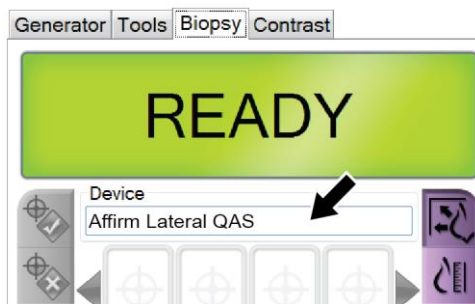 Generator Tools Biopsy Contrast
READY
Device
Affirm Lateral QAS